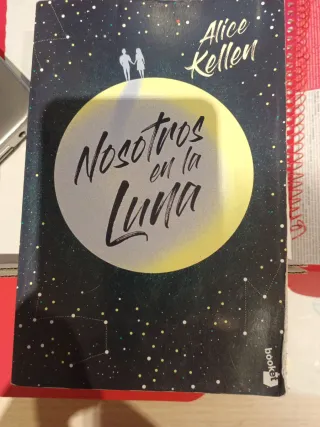 Alice
Kellen
Nosotros
en la
Luna
booket